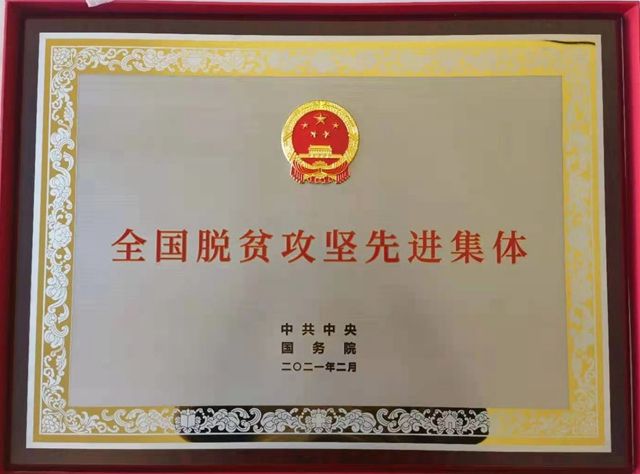 全国脱贫攻坚先进集体
中共中央
国务院
二〇二一年二月